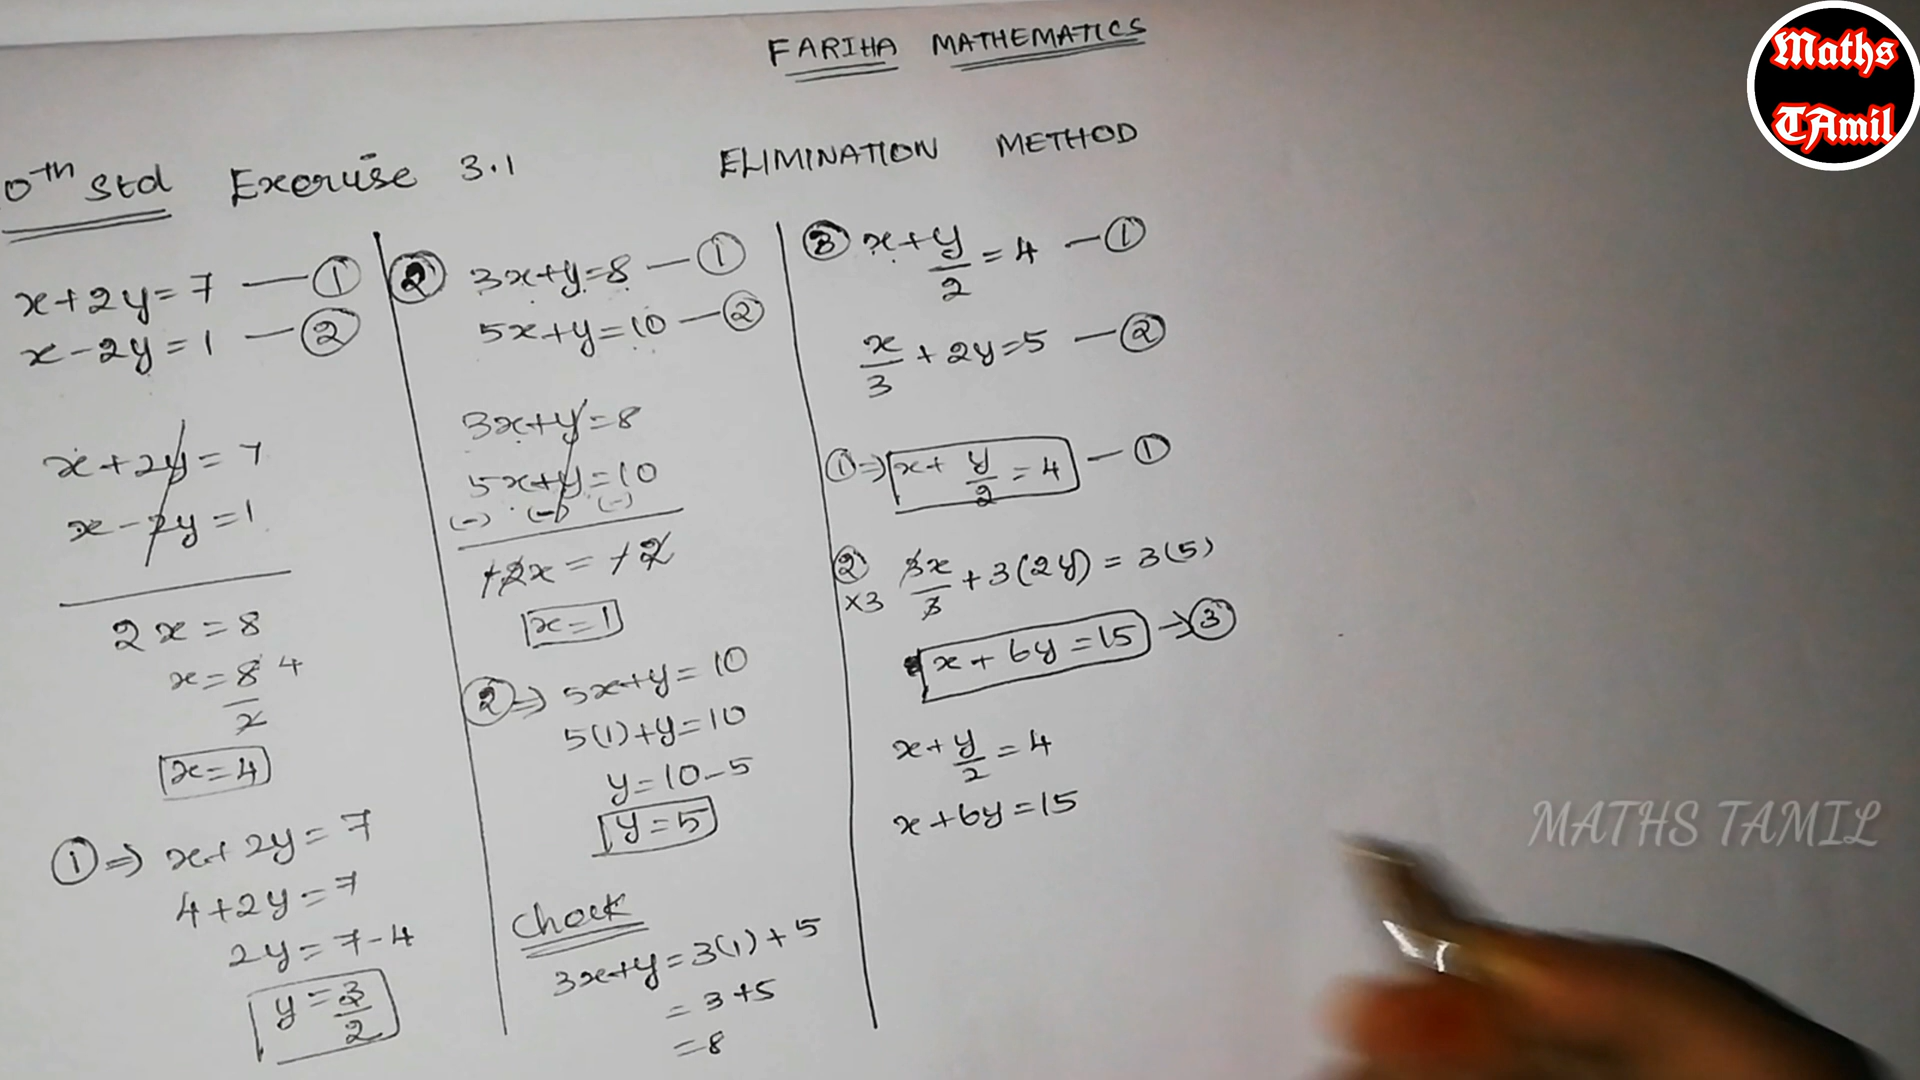 FARIHA MATHEMATICS
Maths
TAmil
0th Std Exercise 3.1
ELIMINATION METHOD
x+2y=7 — ①
x-2y=1 — ②
x+2y=7
x-2y=1
2x=8
x=8/2 4
x=4
①⇒ x+2y=7
4+2y=7
2y=7-4
y=3/2
② 3x+y=8 — ①
5x+y=10 — ②
3x+y=8
5x+y=10
(-) (-) (-)
+2x=+2
x=1
②⇒ 5x+y=10
5(1)+y=10
y=10-5
y=5
Check
3x+y=3(1)+5
=3+5
=8
③ x+y/2=4 — ①
x/3+2y=5 — ②
①⇒ x+y/2=4 — ①
②×3 3x/3+3(2y)=3(5)
x+6y=15 → ③
x+y/2=4
x+6y=15
MATHS TAMIL